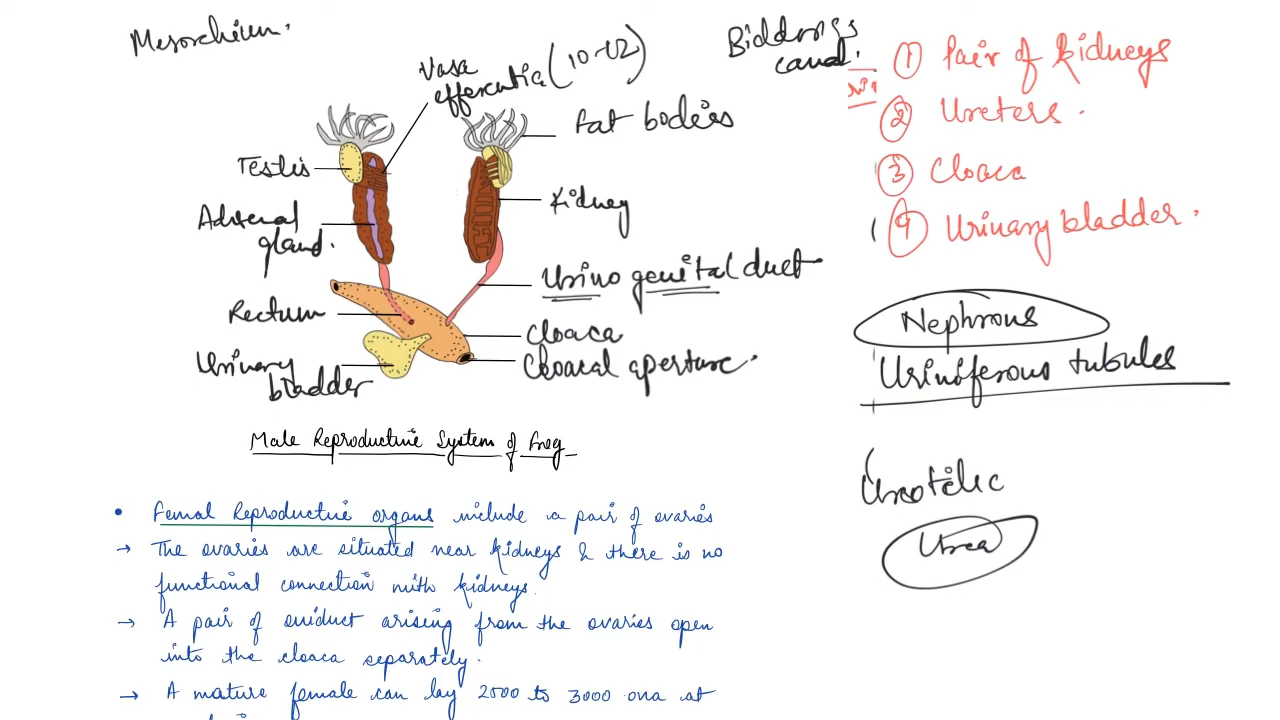 Mesorchium.
Vasa
efferentia (10-12)
Fat bodies
Testis
Kidney
Adrenal
gland.
Urino genital duct
Rectum
Cloaca
Cloacal aperture.
Urinary
bladder
Male Reproductive System of Frog
• Femal Reproductive organs include a pair of ovaries
→ The ovaries are situated near kidneys & there is no
functional connection with kidneys.
→ A pair of oviduct arising from the ovaries open
into the cloaca separately.
→ A mature female can lay 2500 to 3000 ova at
Bidder's
canal.
① Pair of kidneys
② Ureters.
③ Cloaca
④ Urinary bladder.
Nephrons
Uriniferous tubules
Ureotelic
Urea